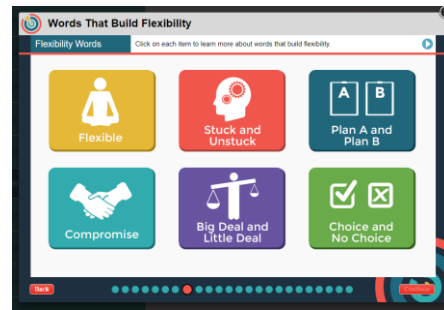 Words That Build Flexibility
Flexibility Words
Click on each item to learn more about words that build flexibility.
Flexible
Stuck and
Unstuck
A B
Plan A and
Plan B
Compromise
Big Deal and
Little Deal
Choice and
No Choice
Back
Continue